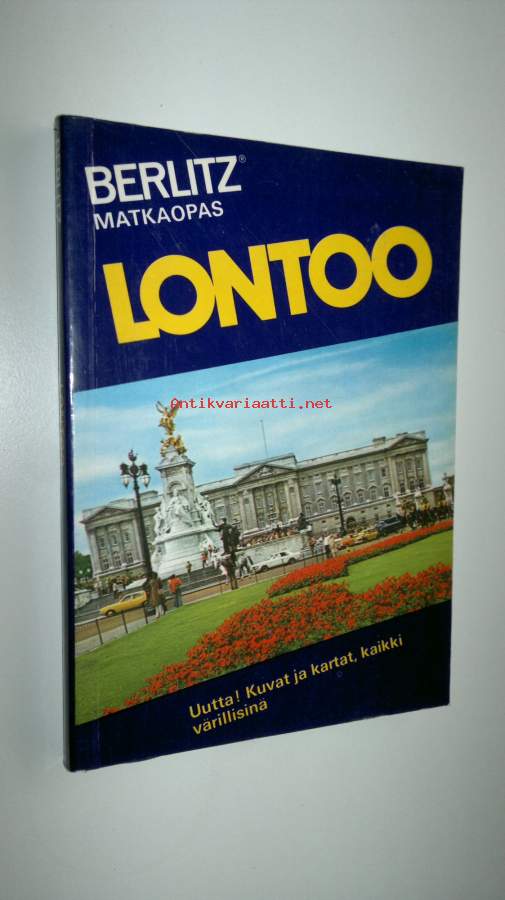 BERLITZ®
MATKAOPAS
LONTOO
Antikvariaatti.net
Uutta! Kuvat ja kartat, kaikki
värillisinä